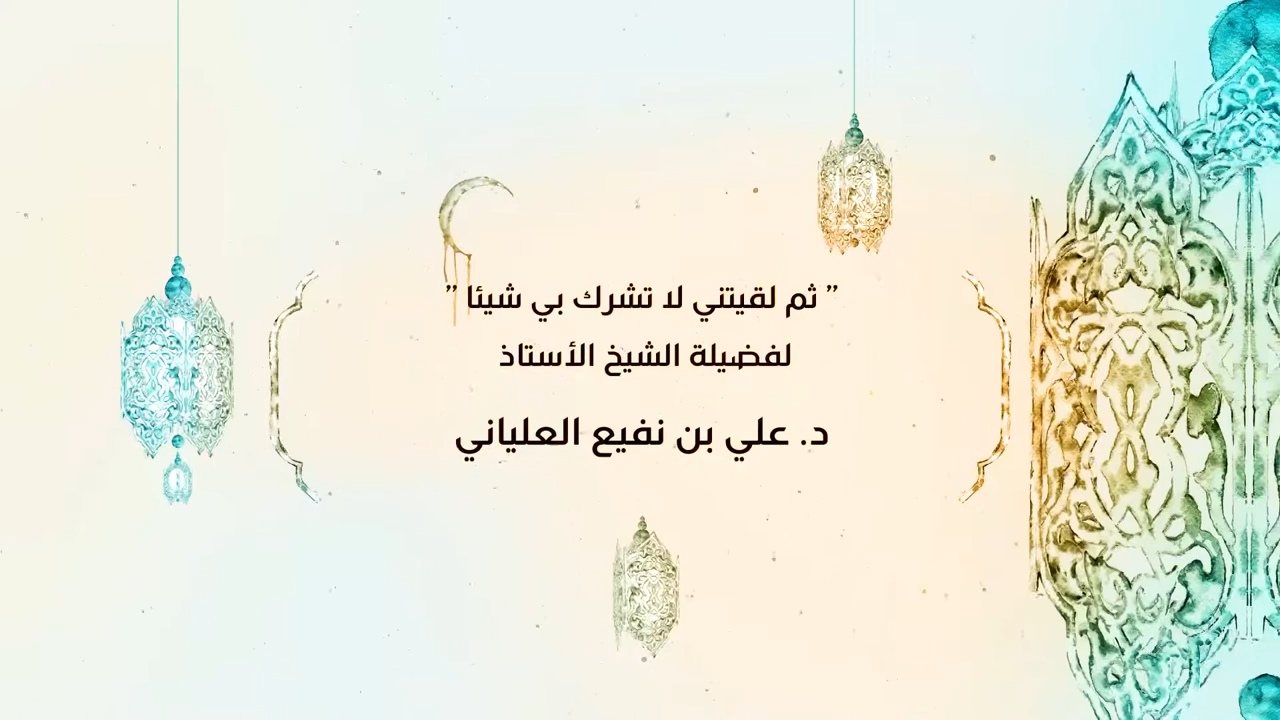 ” ثم لقيتني لا تشرك بي شيئا ”
لفضيلة الشيخ الأستاذ
د. علي بن نفيع العلياني